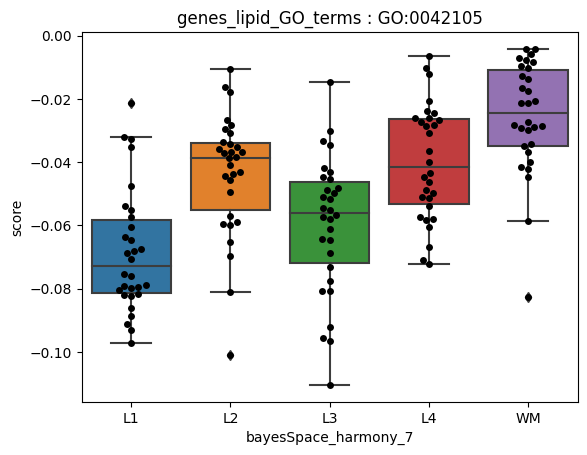 genes_lipid_GO_terms : GO:0042105
0.00
−0.02
−0.04
−0.06
−0.08
−0.10
score
L1 L2 L3 L4 WM
bayesSpace_harmony_7